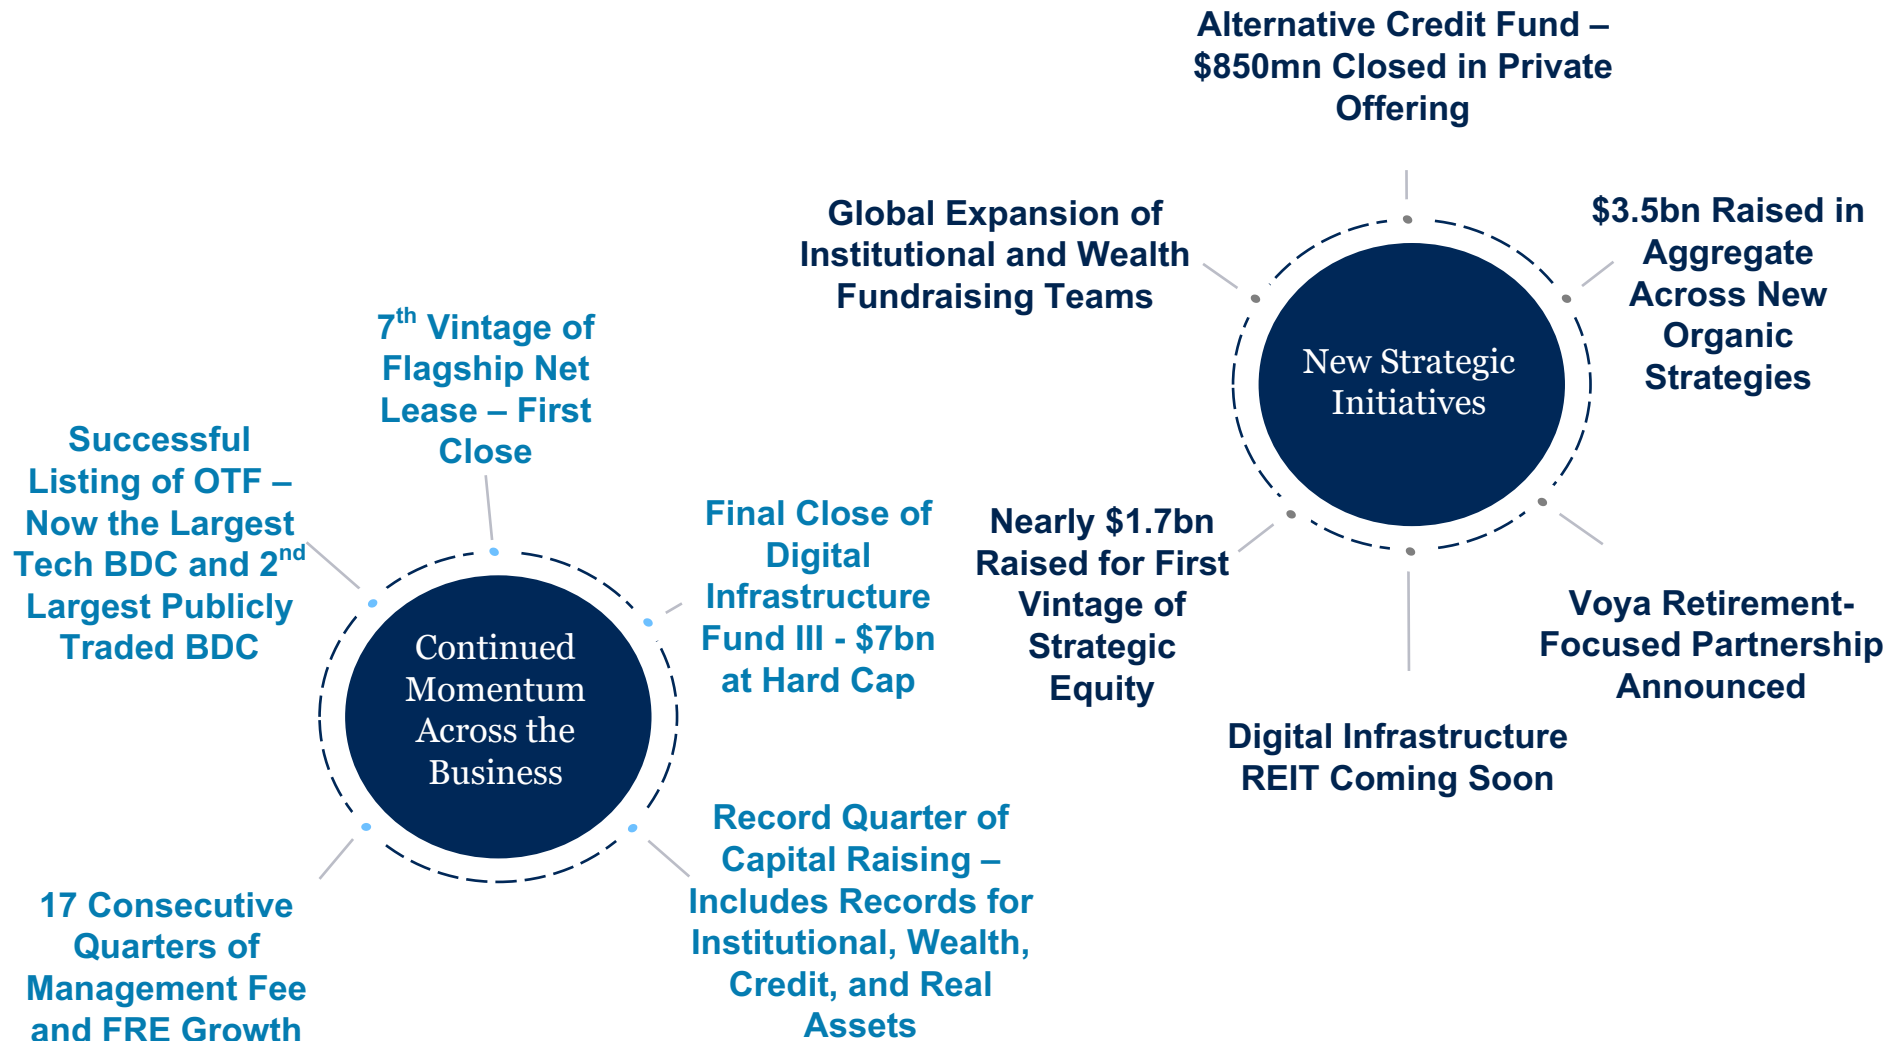 Alternative Credit Fund –
$850mn Closed in Private
Offering
Global Expansion of
Institutional and Wealth
Fundraising Teams
$3.5bn Raised in
Aggregate
Across New
Organic
Strategies
New Strategic
Initiatives
Nearly $1.7bn
Raised for First
Vintage of
Strategic
Equity
Voya Retirement-
Focused Partnership
Announced
Digital Infrastructure
REIT Coming Soon
7th Vintage of
Flagship Net
Lease – First
Close
Successful
Listing of OTF –
Now the Largest
Tech BDC and 2nd
Largest Publicly
Traded BDC
Final Close of
Digital
Infrastructure
Fund III - $7bn
at Hard Cap
Continued
Momentum
Across the
Business
17 Consecutive
Quarters of
Management Fee
and FRE Growth
Record Quarter of
Capital Raising –
Includes Records for
Institutional, Wealth,
Credit, and Real
Assets